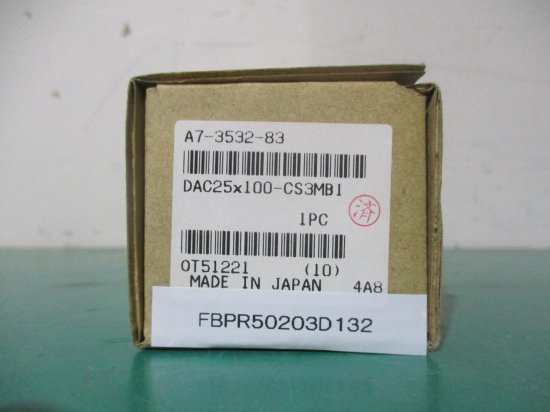 A7-3532-83
DAC25x100-CS3MB1
1PC
済
OT51221 (10)
MADE IN JAPAN 4A8
FBPR50203D132